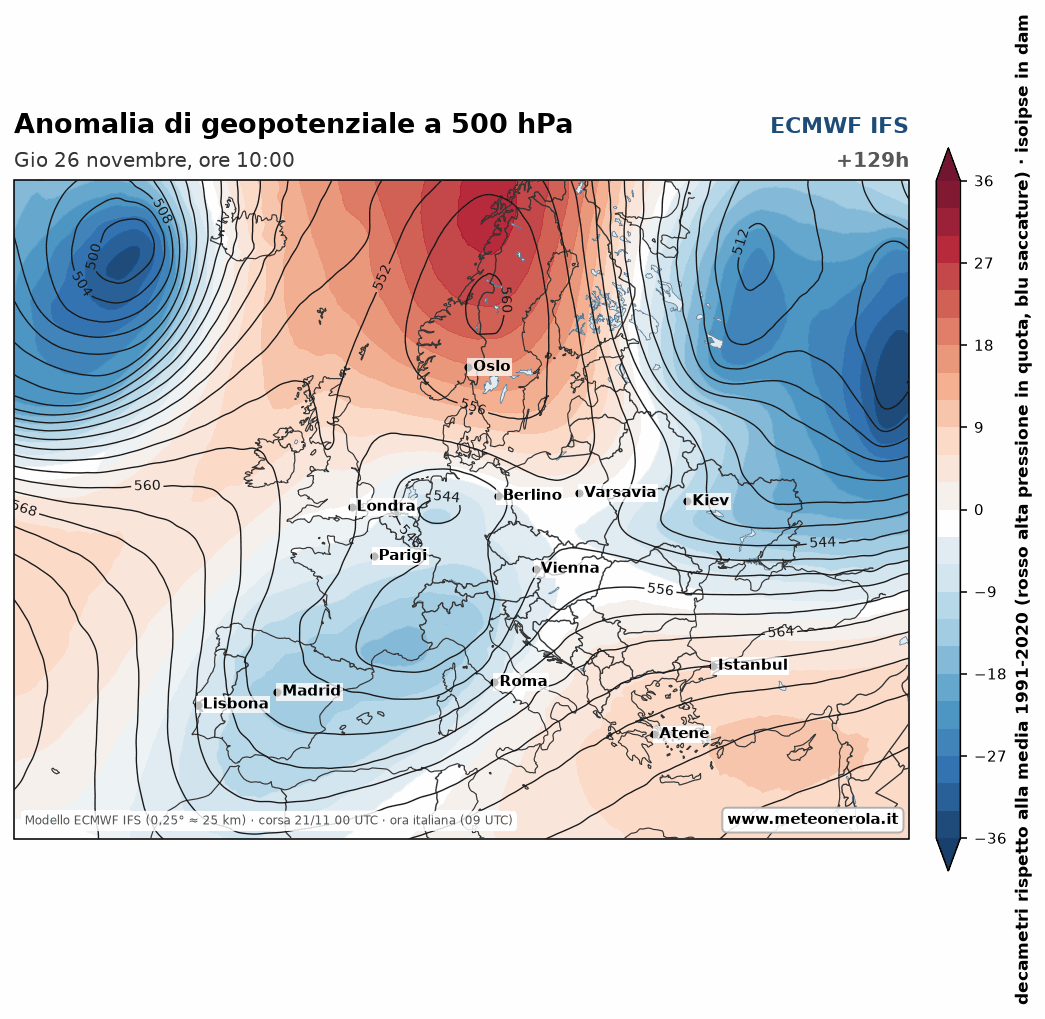 Anomalia di geopotenziale a 500 hPa
ECMWF IFS
Gio 26 novembre, ore 10:00
+129h
508
500
504
512
552
560
Oslo
556
560
568
544
Berlino
Varsavia
Kiev
Londra
Parigi
Vienna
544
556
564
Istanbul
Roma
Madrid
Lisbona
Atene
Modello ECMWF IFS (0,25° ≈ 25 km) · corsa 21/11 00 UTC · ora italiana (09 UTC)
www.meteonerola.it
36
27
18
9
0
−9
−18
−27
−36
decametri rispetto alla media 1991-2020 (rosso alta pressione in quota, blu saccature) · isoipse in dam